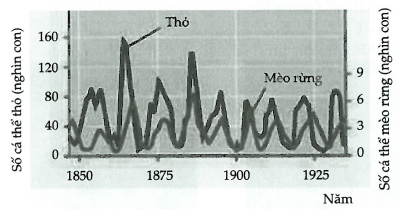 Thỏ
160
120
80
40
0
Số cá thể thỏ (nghìn con)
Mèo rừng
9
6
3
0
Số cá thể mèo rừng (nghìn con)
1850
1875
1900
1925
Năm